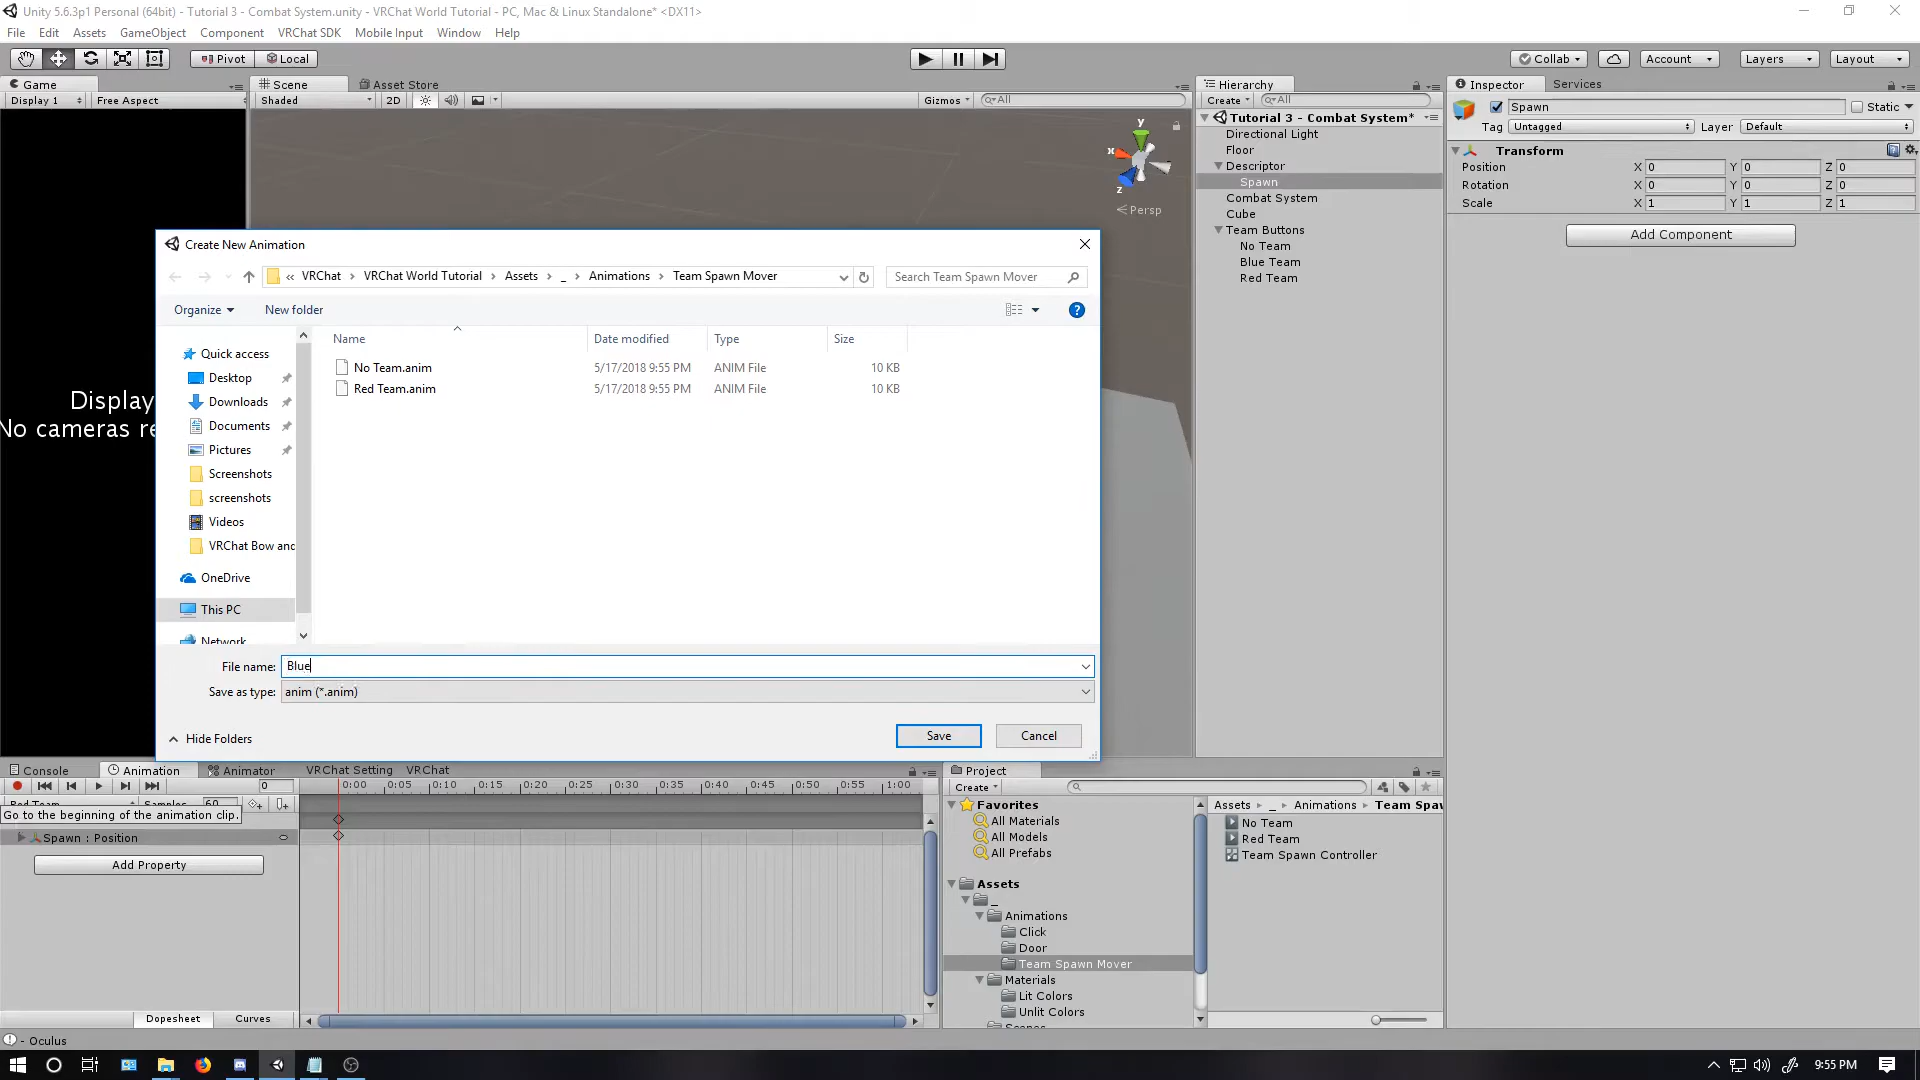 Unity 5.6.3p1 Personal (64bit) - Tutorial 3 - Combat System.unity - VRChat World Tutorial - PC, Mac & Linux Standalone* <DX11>
File Edit Assets GameObject Component VRChat SDK Mobile Input Window Help
Pivot Local Collab Account Layers Layout
Game Scene Asset Store Hierarchy Inspector Services
Display 1 Free Aspect Shaded 2D Gizmos All Create All
Spawn Static
Tag Untagged Layer Default
Tutorial 3 - Combat System*
Directional Light
Floor
Descriptor
Spawn
Combat System
Cube
Team Buttons
No Team
Blue Team
Red Team
Transform
Position X 0 Y 0 Z 0
Rotation X 0 Y 0 Z 0
Scale X 1 Y 1 Z 1
Add Component
y
x
z
Persp
Display
No cameras re
Create New Animation
« VRChat › VRChat World Tutorial › Assets › _ › Animations › Team Spawn Mover
Search Team Spawn Mover
Organize New folder
Name Date modified Type Size
No Team.anim 5/17/2018 9:55 PM ANIM File 10 KB
Red Team.anim 5/17/2018 9:55 PM ANIM File 10 KB
Quick access
Desktop
Downloads
Documents
Pictures
Screenshots
screenshots
Videos
VRChat Bow and
OneDrive
This PC
Network
File name: Blue
Save as type: anim (*.anim)
Hide Folders
Save Cancel
Console Animation Animator VRChat Setting VRChat
0 0:00 0:05 0:10 0:15 0:20 0:25 0:30 0:35 0:40 0:45 0:50 0:55 1:00
Red Team Samples 60
Go to the beginning of the animation clip.
Spawn : Position
Add Property
Dopesheet Curves
Project
Create
Favorites
All Materials
All Models
All Prefabs
Assets
_
Animations
Click
Door
Team Spawn Mover
Materials
Lit Colors
Unlit Colors
Scenes
Assets _ Animations Team Spaw
No Team
Red Team
Team Spawn Controller
- Oculus
9:55 PM